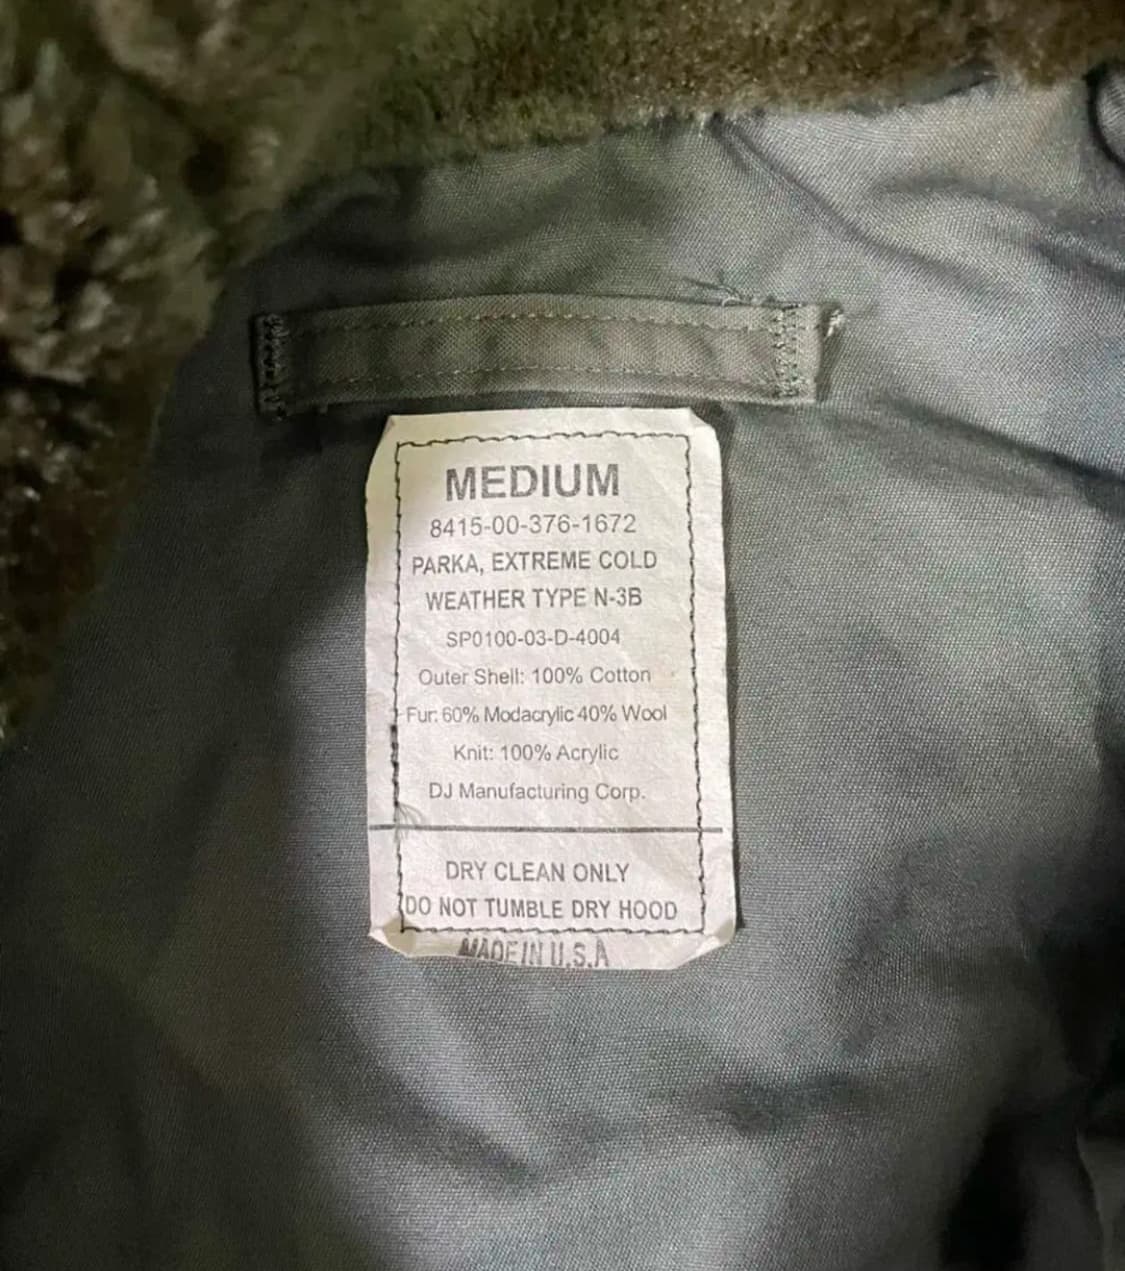 MEDIUM
8415-00-376-1672
PARKA, EXTREME COLD
WEATHER TYPE N-3B
SP0100-03-D-4004
Outer Shell: 100% Cotton
Fur: 60% Modacrylic 40% Wool
Knit: 100% Acrylic
DJ Manufacturing Corp.
DRY CLEAN ONLY
DO NOT TUMBLE DRY HOOD
MADE IN U.S.A